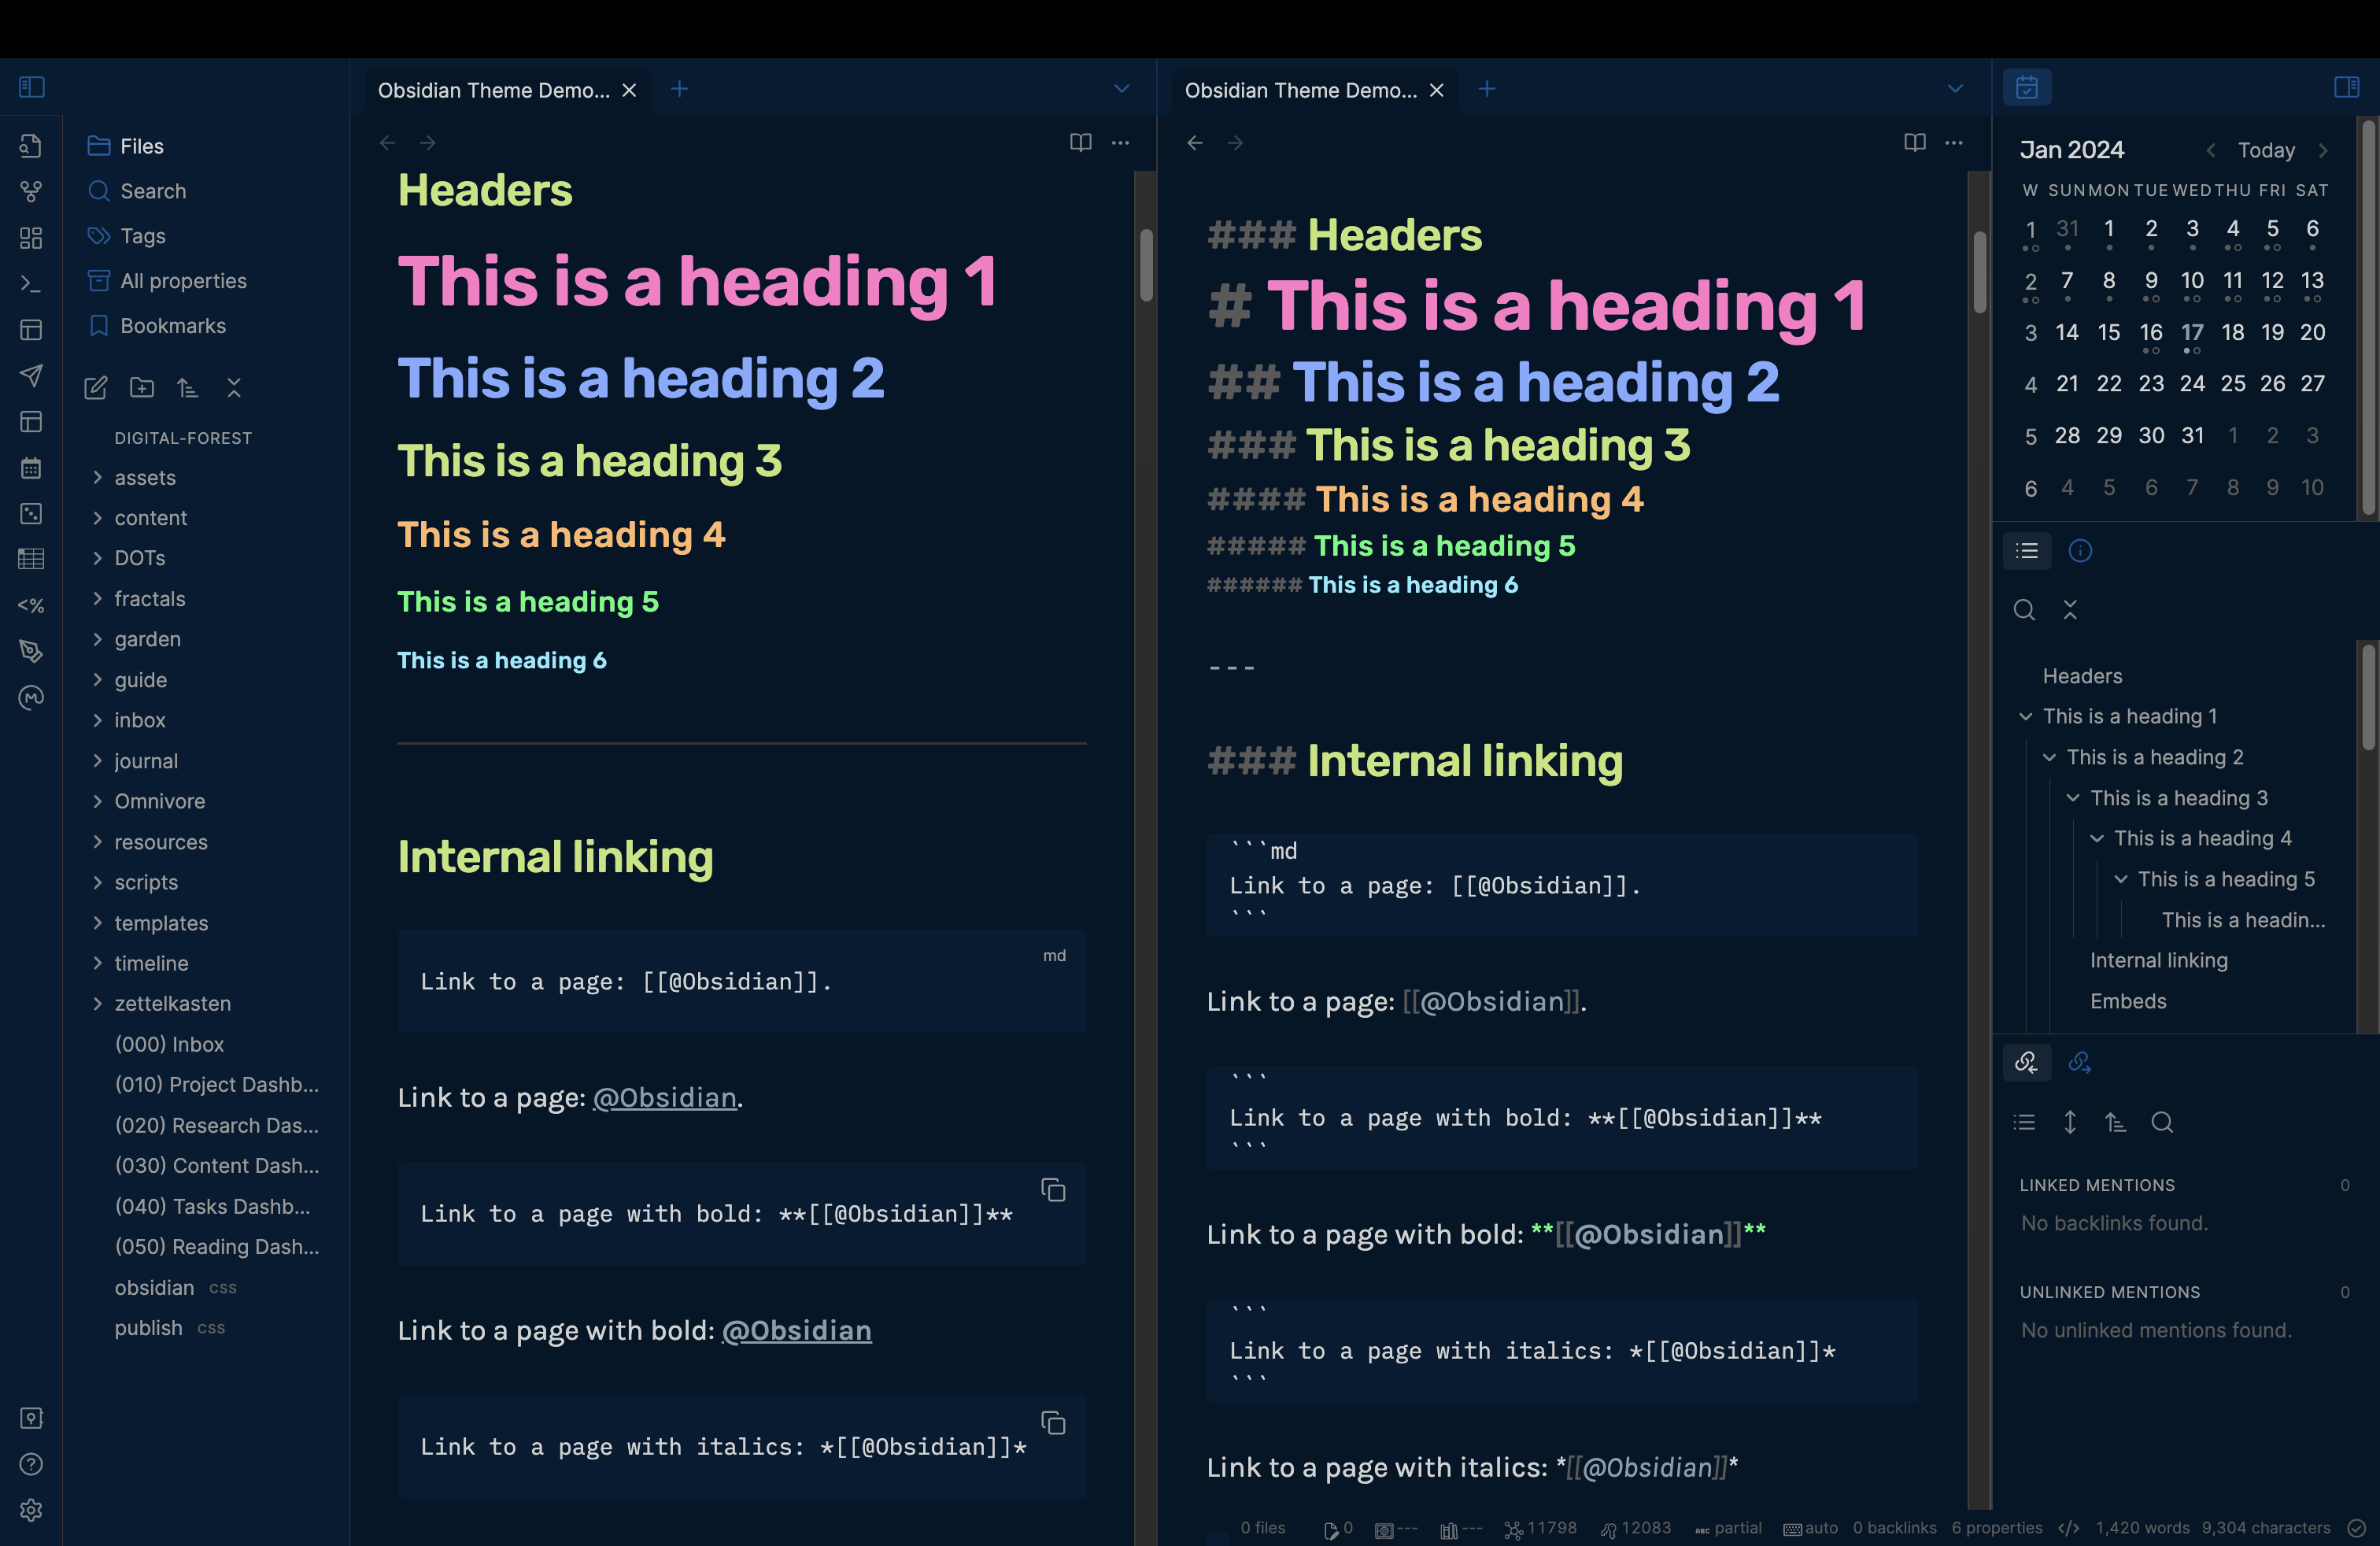 Obsidian Theme Demo...
Obsidian Theme Demo...
Files
Search
Tags
All properties
Bookmarks
DIGITAL-FOREST
assets
content
DOTs
fractals
garden
guide
inbox
journal
Omnivore
resources
scripts
templates
timeline
zettelkasten
(000) Inbox
(010) Project Dashb...
(020) Research Das...
(030) Content Dash...
(040) Tasks Dashb...
(050) Reading Dash...
obsidian css
publish css
<%
Headers
This is a heading 1
This is a heading 2
This is a heading 3
This is a heading 4
This is a heading 5
This is a heading 6
Internal linking
md
Link to a page: [[@Obsidian]].
Link to a page: @Obsidian.
Link to a page with bold: **[[@Obsidian]]**
Link to a page with bold: @Obsidian
Link to a page with italics: *[[@Obsidian]]*
### Headers
# This is a heading 1
## This is a heading 2
### This is a heading 3
#### This is a heading 4
##### This is a heading 5
###### This is a heading 6
---
### Internal linking
```md
Link to a page: [[@Obsidian]].
```
Link to a page: [[@Obsidian]].
```
Link to a page with bold: **[[@Obsidian]]**
```
Link to a page with bold: **[[@Obsidian]]**
```
Link to a page with italics: *[[@Obsidian]]*
```
Link to a page with italics: *[[@Obsidian]]*
Jan 2024 Today
W SUN MON TUE WED THU FRI SAT
1 31 1 2 3 4 5 6
2 7 8 9 10 11 12 13
3 14 15 16 17 18 19 20
4 21 22 23 24 25 26 27
5 28 29 30 31 1 2 3
6 4 5 6 7 8 9 10
Headers
This is a heading 1
This is a heading 2
This is a heading 3
This is a heading 4
This is a heading 5
This is a headin...
Internal linking
Embeds
LINKED MENTIONS 0
No backlinks found.
UNLINKED MENTIONS 0
No unlinked mentions found.
0 files 0 --- --- 11798 12083 ABC partial auto 0 backlinks 6 properties </> 1,420 words 9,304 characters